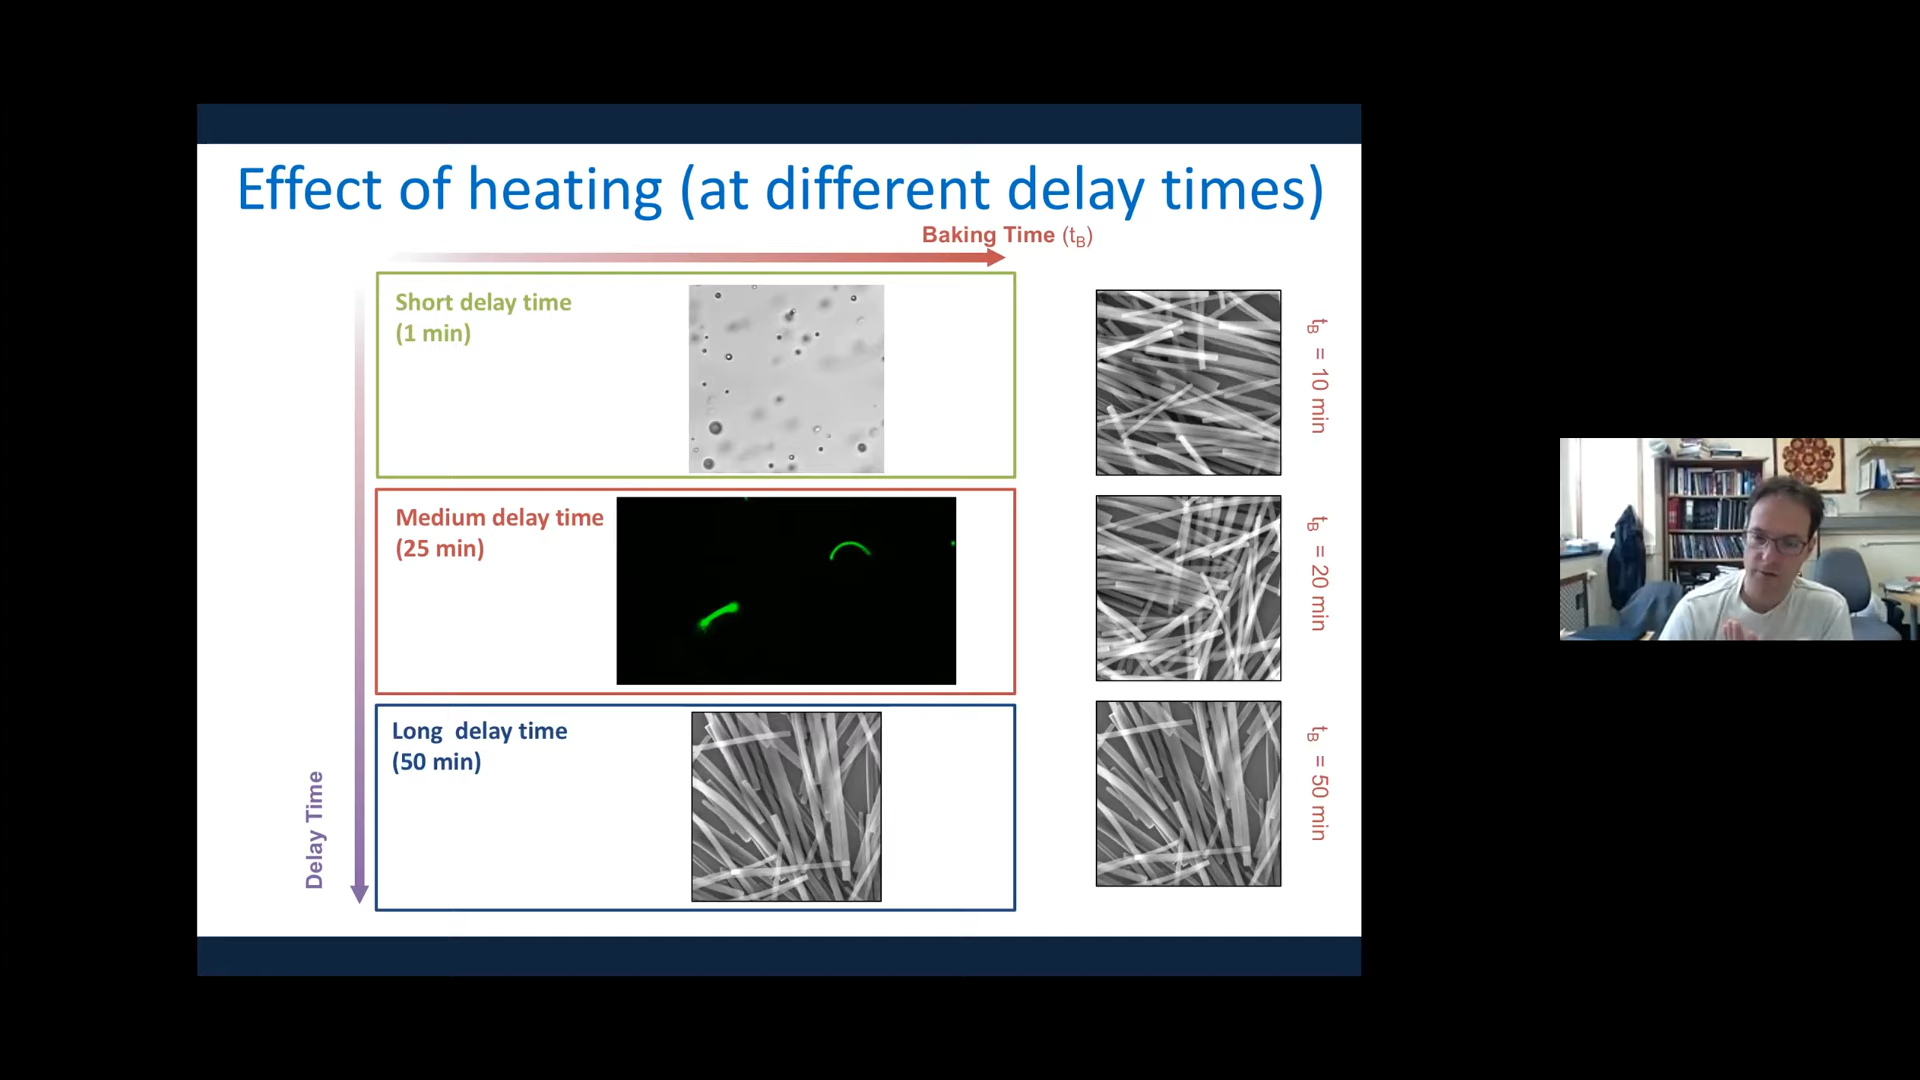 Effect of heating (at different delay times)
Baking Time (tB)
Short delay time
(1 min)
tB = 10 min
Medium delay time
(25 min)
tB = 20 min
Long delay time
(50 min)
tB = 50 min
Delay Time